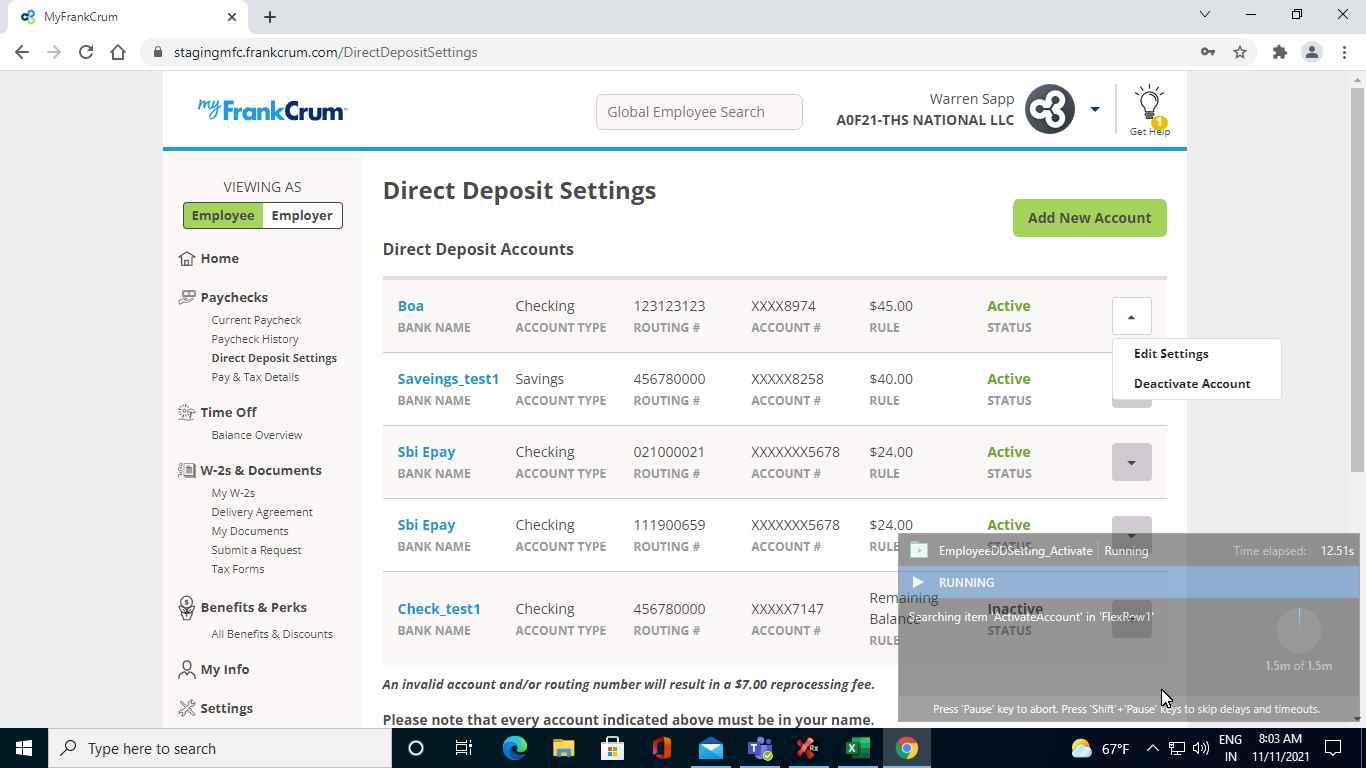 MyFrankCrum
stagingmfc.frankcrum.com/DirectDepositSettings
my FrankCrum
Global Employee Search
Warren Sapp
A0F21-THS NATIONAL LLC
1
Get Help
VIEWING AS
Employee Employer
Home
Paychecks
Current Paycheck
Paycheck History
Direct Deposit Settings
Pay & Tax Details
Time Off
Balance Overview
W-2s & Documents
My W-2s
Delivery Agreement
My Documents
Submit a Request
Tax Forms
Benefits & Perks
All Benefits & Discounts
My Info
Settings
Direct Deposit Settings
Add New Account
Direct Deposit Accounts
Boa Checking 123123123 XXXX8974 $45.00 Active
BANK NAME ACCOUNT TYPE ROUTING # ACCOUNT # RULE STATUS
Edit Settings
Deactivate Account
Saveings_test1 Savings 456780000 XXXXX8258 $40.00 Active
BANK NAME ACCOUNT TYPE ROUTING # ACCOUNT # RULE STATUS
Sbi Epay Checking 021000021 XXXXXXX5678 $24.00 Active
BANK NAME ACCOUNT TYPE ROUTING # ACCOUNT # RULE STATUS
Sbi Epay Checking 111900659 XXXXXXX5678 $24.00 Active
BANK NAME ACCOUNT TYPE ROUTING # ACCOUNT # RULE STATUS
Check_test1 Checking 456780000 XXXXX7147 Remaining Balance Inactive
BANK NAME ACCOUNT TYPE ROUTING # ACCOUNT # RULE STATUS
An invalid account and/or routing number will result in a $7.00 reprocessing fee.
Please note that every account indicated above must be in your name.
EmployeeDDSetting_Activate Running Time elapsed: 12.51s
RUNNING
Searching item 'ActivateAccount' in 'FlexRow1'
1.5m of 1.5m
Press 'Pause' key to abort. Press 'Shift'+'Pause' keys to skip delays and timeouts.
Type here to search
Rx
67°F
ENG
IN
8:03 AM
11/11/2021